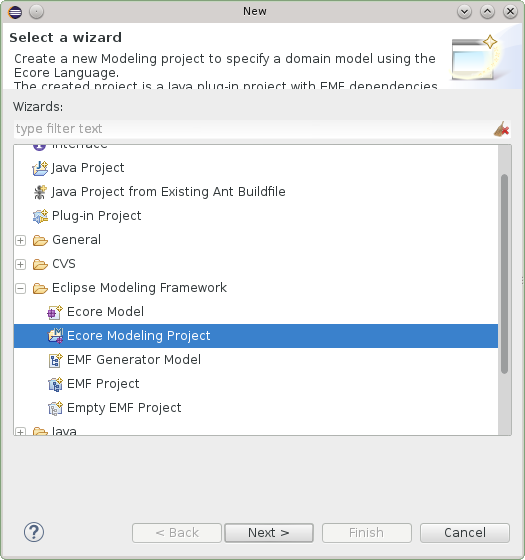 New
Select a wizard
Create a new Modeling project to specify a domain model using the
Ecore Language.
The created project is a Java plug-in project with EMF dependencies
Wizards:
type filter text
Interface
Java Project
Java Project from Existing Ant Buildfile
Plug-in Project
General
CVS
Eclipse Modeling Framework
Ecore Model
Ecore Modeling Project
EMF Generator Model
EMF Project
Empty EMF Project
Java
?
< Back
Next >
Finish
Cancel